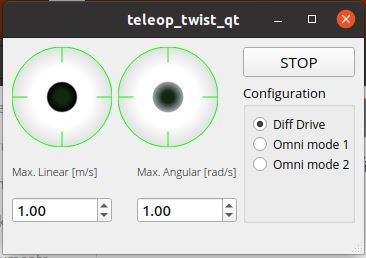 teleop_twist_qt
STOP
Configuration
Diff Drive
Omni mode 1
Omni mode 2
Max. Linear [m/s]
Max. Angular [rad/s]
1.00
1.00